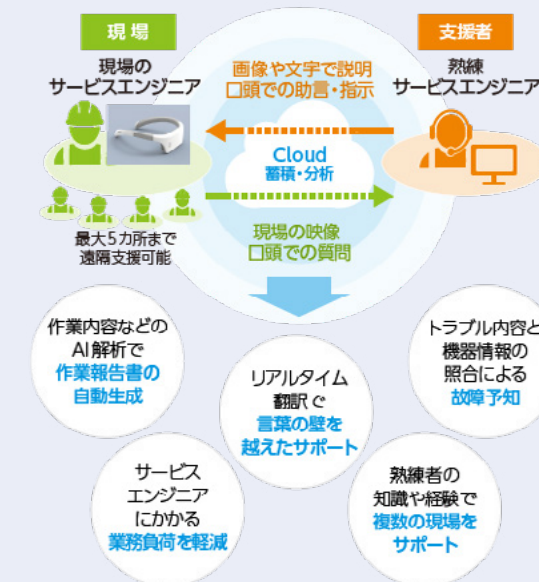 現場
支援者
現場の
サービスエンジニア
画像や文字で説明
口頭での助言・指示
熟練
サービスエンジニア
Cloud
蓄積・分析
最大5カ所まで
遠隔支援可能
現場の映像
口頭での質問
作業内容などの
AI解析で
作業報告書の
自動生成
リアルタイム
翻訳で
言葉の壁を
越えたサポート
トラブル内容と
機器情報の
照合による
故障予知
サービス
エンジニア
にかかる
業務負荷を軽減
熟練者の
知識や経験で
複数の現場を
サポート